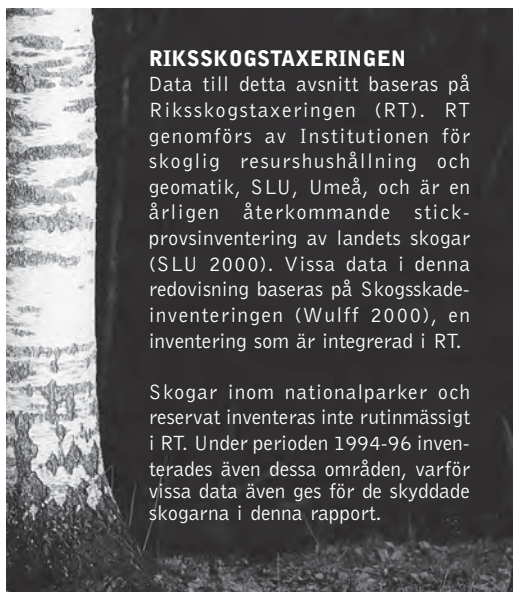 RIKSSKOGSTAXERINGEN
Data till detta avsnitt baseras på
Riksskogstaxeringen (RT). RT
genomförs av Institutionen för
skoglig resurshushållning och
geomatik, SLU, Umeå, och är en
årligen återkommande stick-
provsinventering av landets skogar
(SLU 2000). Vissa data i denna
redovisning baseras på Skogsskade-
inventeringen (Wulff 2000), en
inventering som är integrerad i RT.

Skogar inom nationalparker och
reservat inventeras inte rutinmässigt
i RT. Under perioden 1994-96 inven-
terades även dessa områden, varför
vissa data även ges för de skyddade
skogarna i denna rapport.